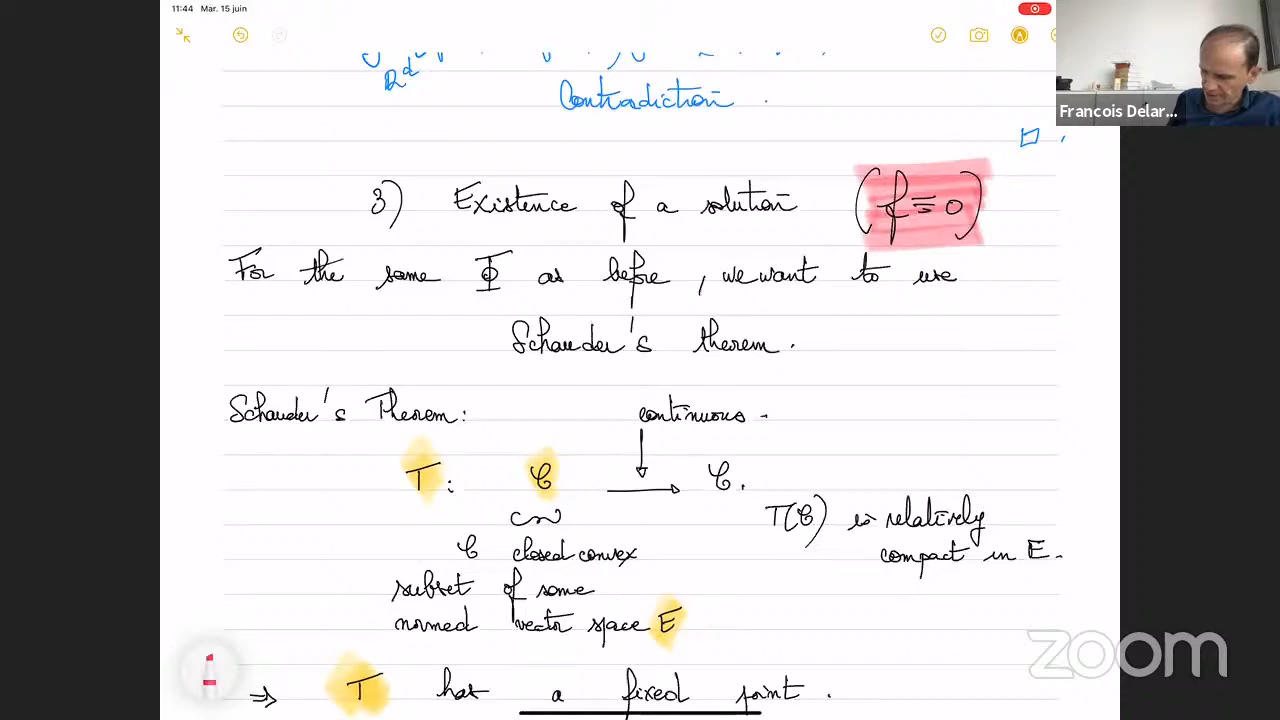 11:44 Mar. 15 juin
Francois Delar...
R^d
Contradiction.
□.
3) Existence of a solution (f≡0)
For the same Φ as before, we want to use
Schauder's theorem.
Schauder's Theorem: continuous.
T: C → C.
T(C) is relatively
compact in E.
C closed convex
subset of some
normed vector space E
zoom
⇒ T has a fixed point.